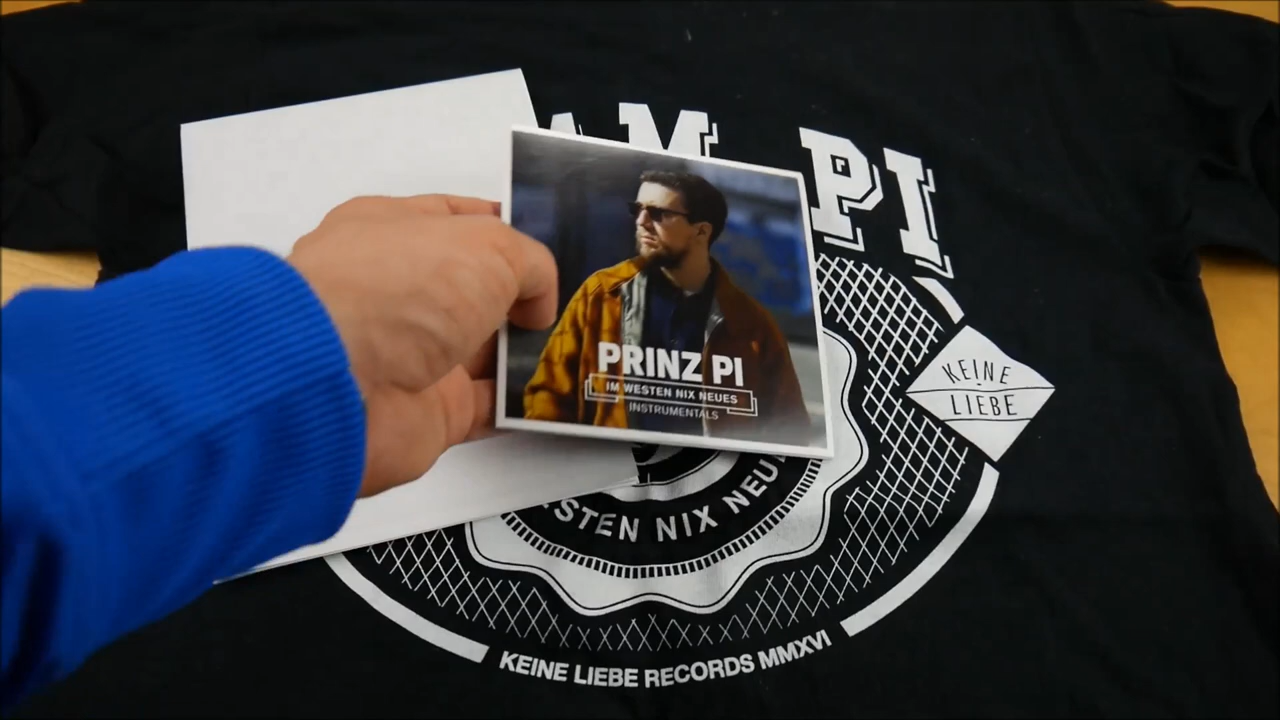 PI
PRINZ PI
IM WESTEN NIX NEUES
INSTRUMENTALS
KEINE
LIEBE
STEN NIX NEU
KEINE LIEBE RECORDS MMXVI